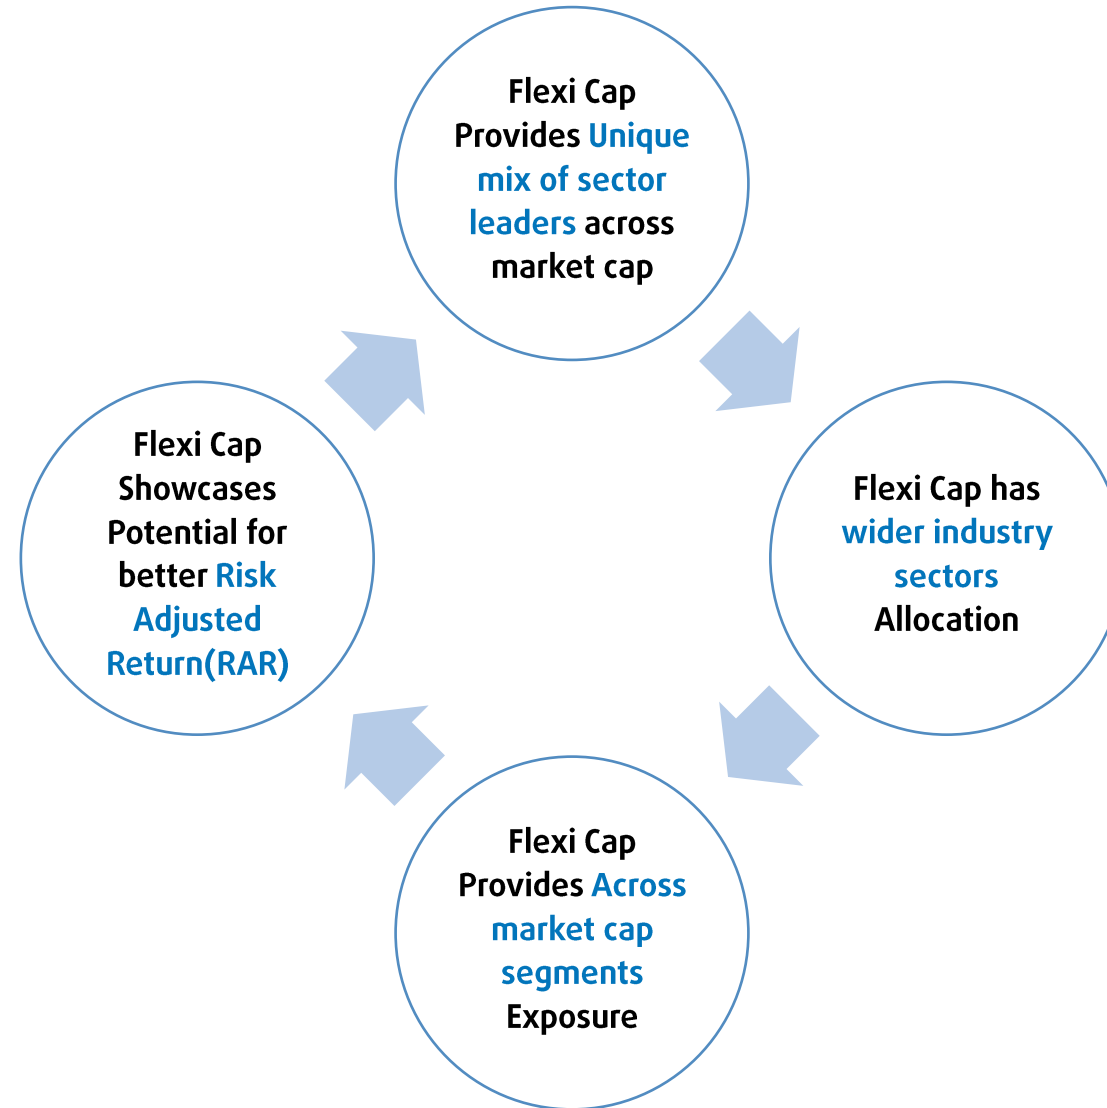 Flexi Cap
Provides Unique
mix of sector
leaders across
market cap
Flexi Cap has
wider industry
sectors
Allocation
Flexi Cap
Provides Across
market cap
segments
Exposure
Flexi Cap
Showcases
Potential for
better Risk
Adjusted
Return(RAR)